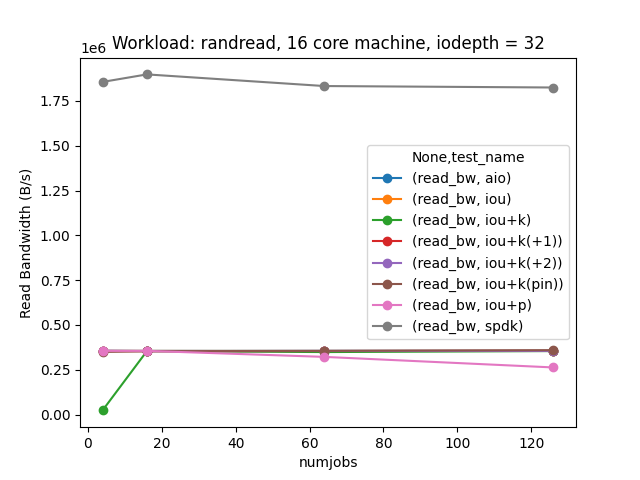 Workload: randread, 16 core machine, iodepth = 32
1e6
Read Bandwidth (B/s)
1.75
1.50
1.25
1.00
0.75
0.50
0.25
0.00
None,test_name
(read_bw, aio)
(read_bw, iou)
(read_bw, iou+k)
(read_bw, iou+k(+1))
(read_bw, iou+k(+2))
(read_bw, iou+k(pin))
(read_bw, iou+p)
(read_bw, spdk)
0 20 40 60 80 100 120
numjobs